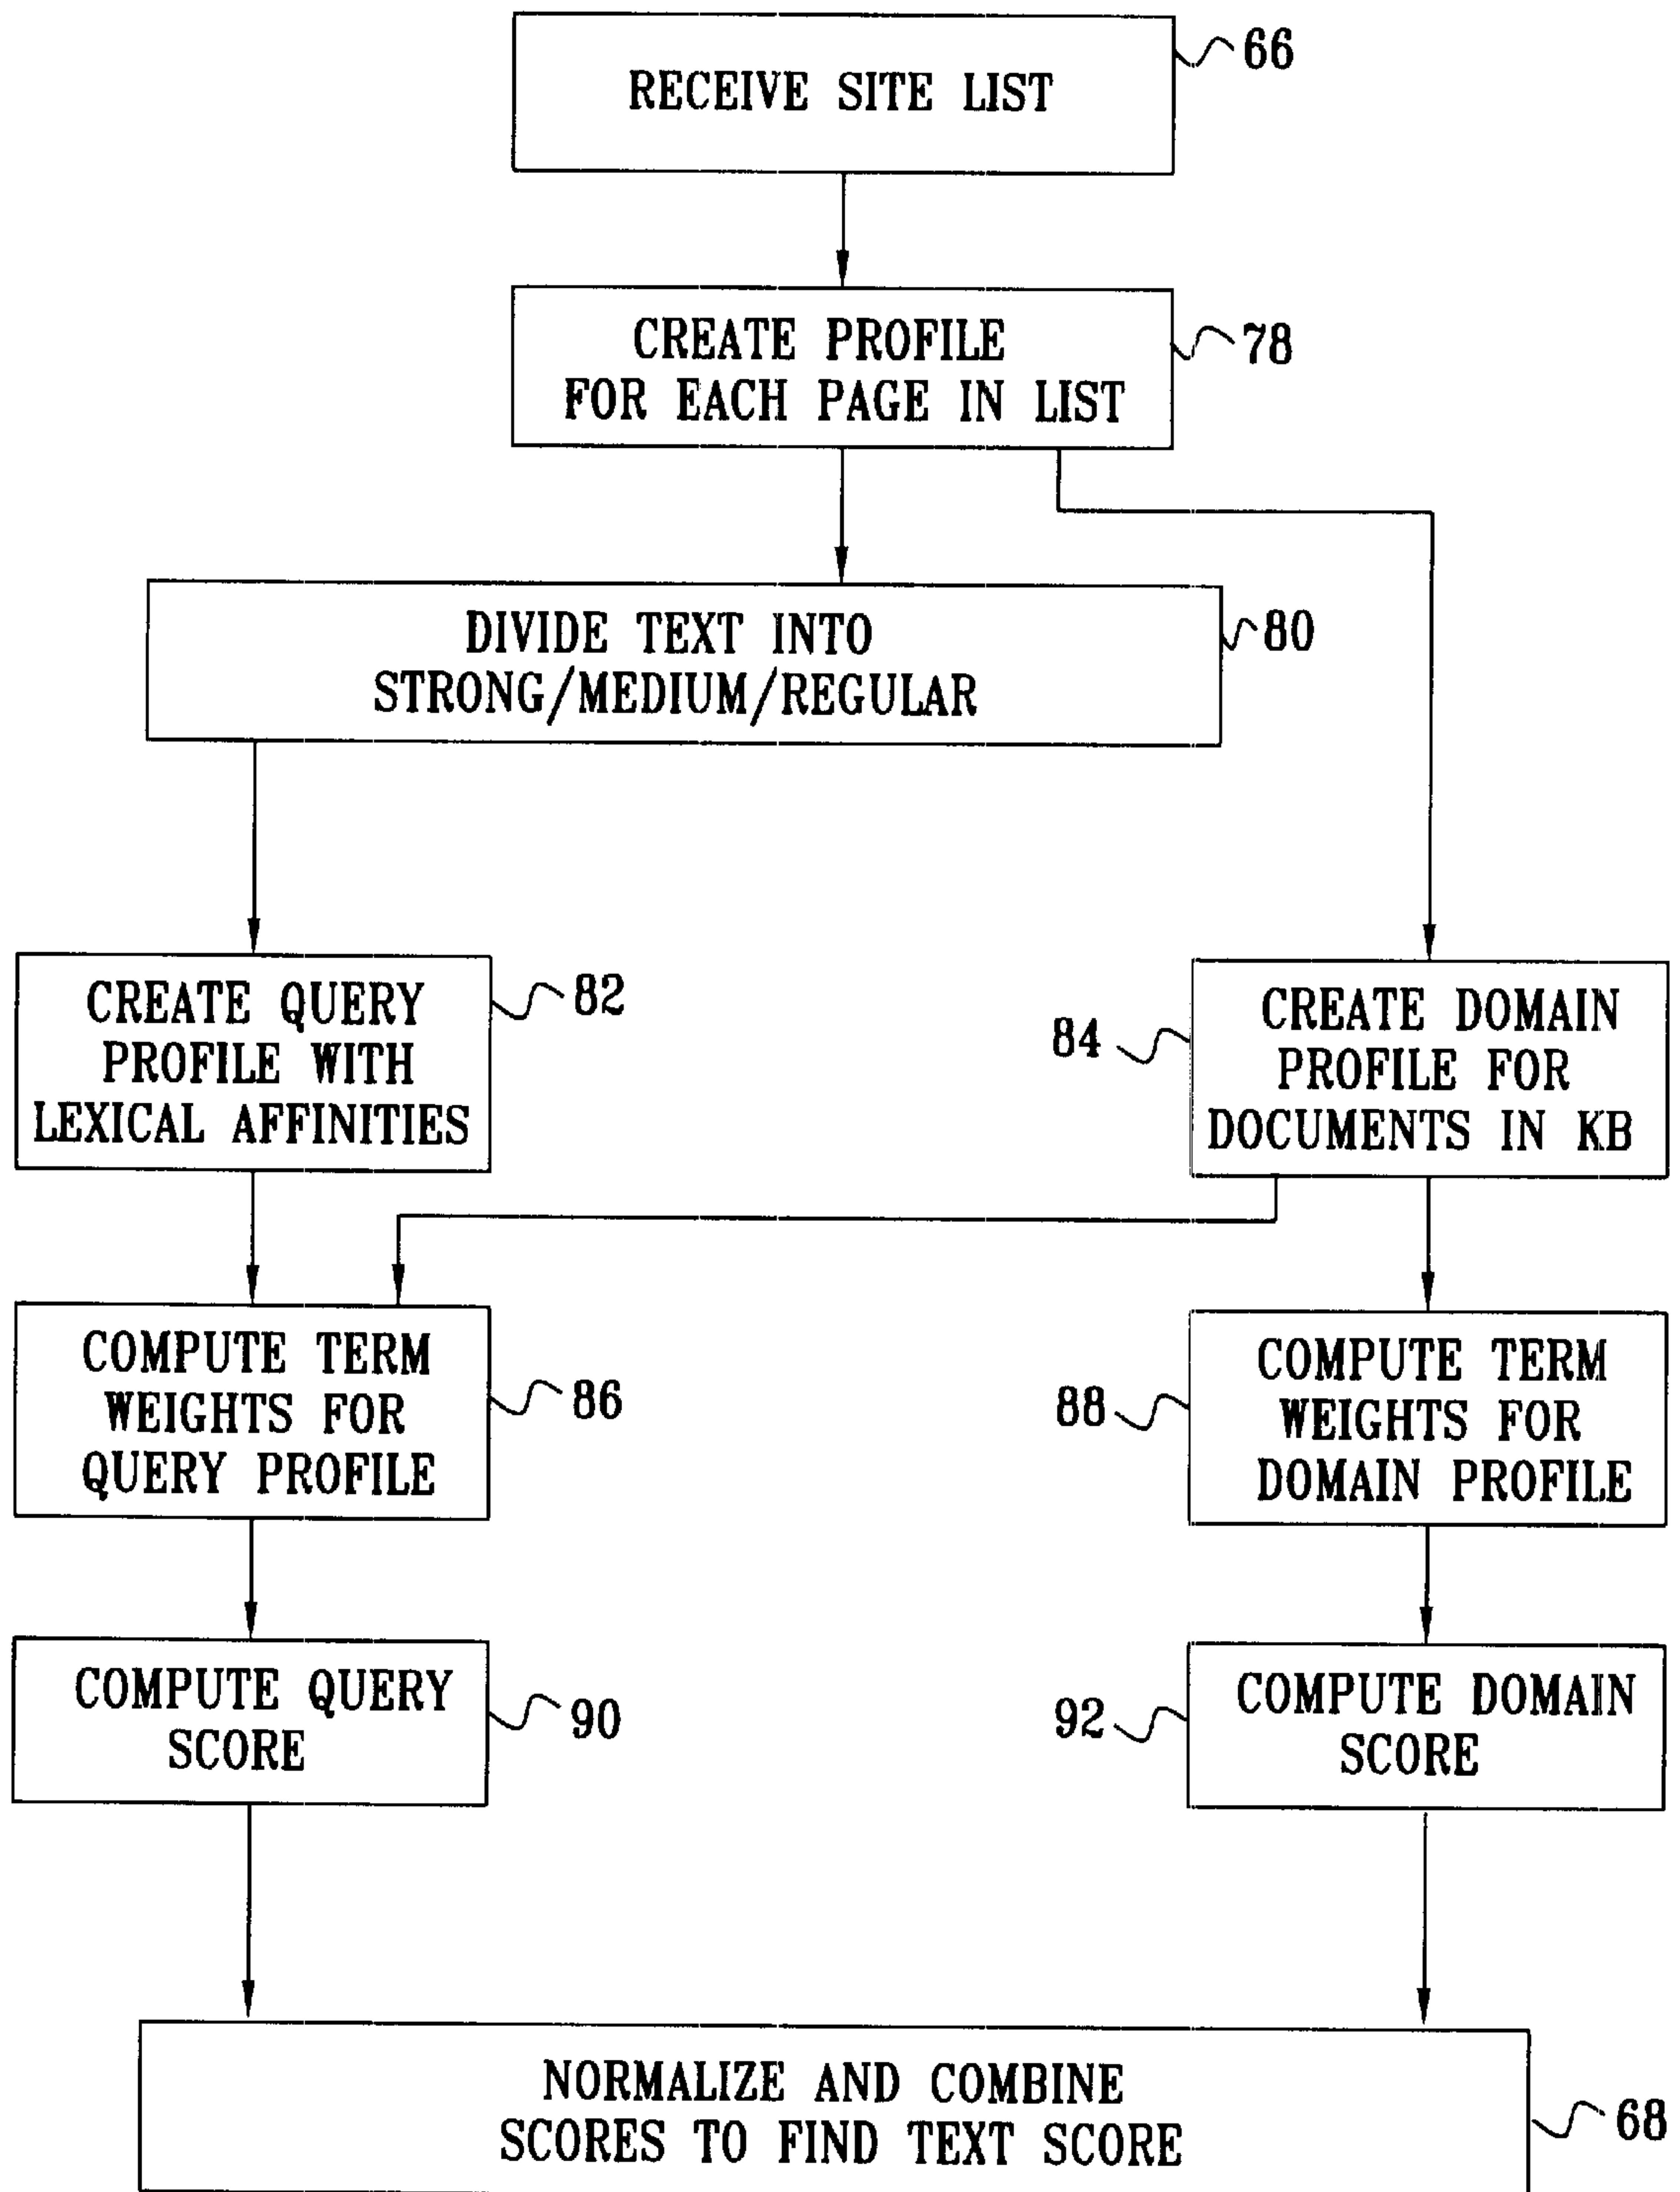 RECEIVE SITE LIST
66
CREATE PROFILE
FOR EACH PAGE IN LIST
78
DIVIDE TEXT INTO
STRONG/MEDIUM/REGULAR
80
CREATE QUERY
PROFILE WITH
LEXICAL AFFINITIES
82
84
CREATE DOMAIN
PROFILE FOR
DOCUMENTS IN KB
COMPUTE TERM
WEIGHTS FOR
QUERY PROFILE
86
88
COMPUTE TERM
WEIGHTS FOR
DOMAIN PROFILE
COMPUTE QUERY
SCORE
90
92
COMPUTE DOMAIN
SCORE
NORMALIZE AND COMBINE
SCORES TO FIND TEXT SCORE
68